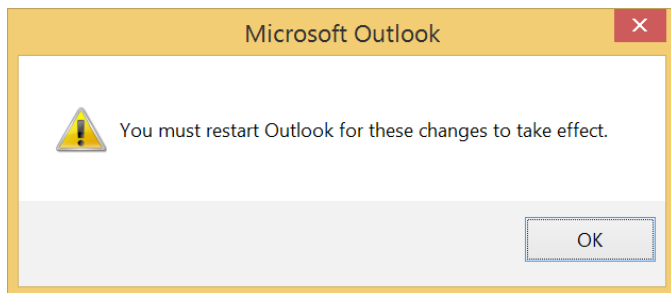 Microsoft Outlook
You must restart Outlook for these changes to take effect.
OK